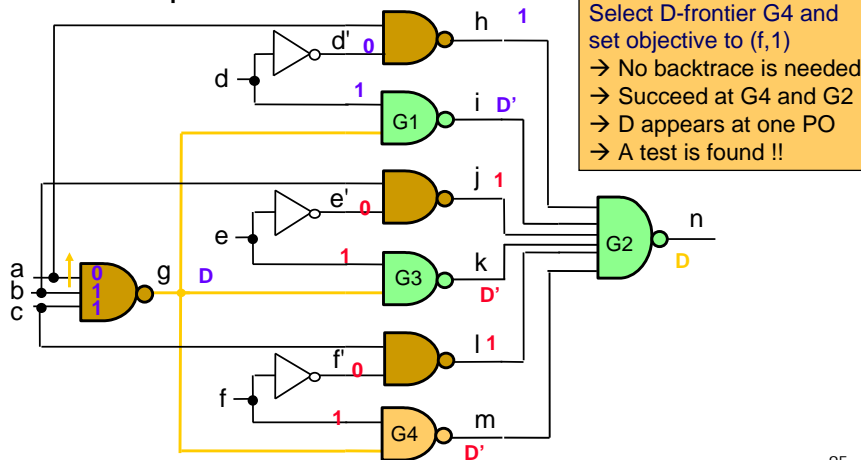 Select D-frontier G4 and
set objective to (f,1)
→ No backtrace is needed
→ Succeed at G4 and G2
→ D appears at one PO
→ A test is found !!
h 1
d' 0
d
1
G1
i D'
j 1
e' 0
e
1
G3
k
D'
G2
n
D
a 0
b 1
c 1
g
D
l 1
f' 0
f
1
G4
m
D'